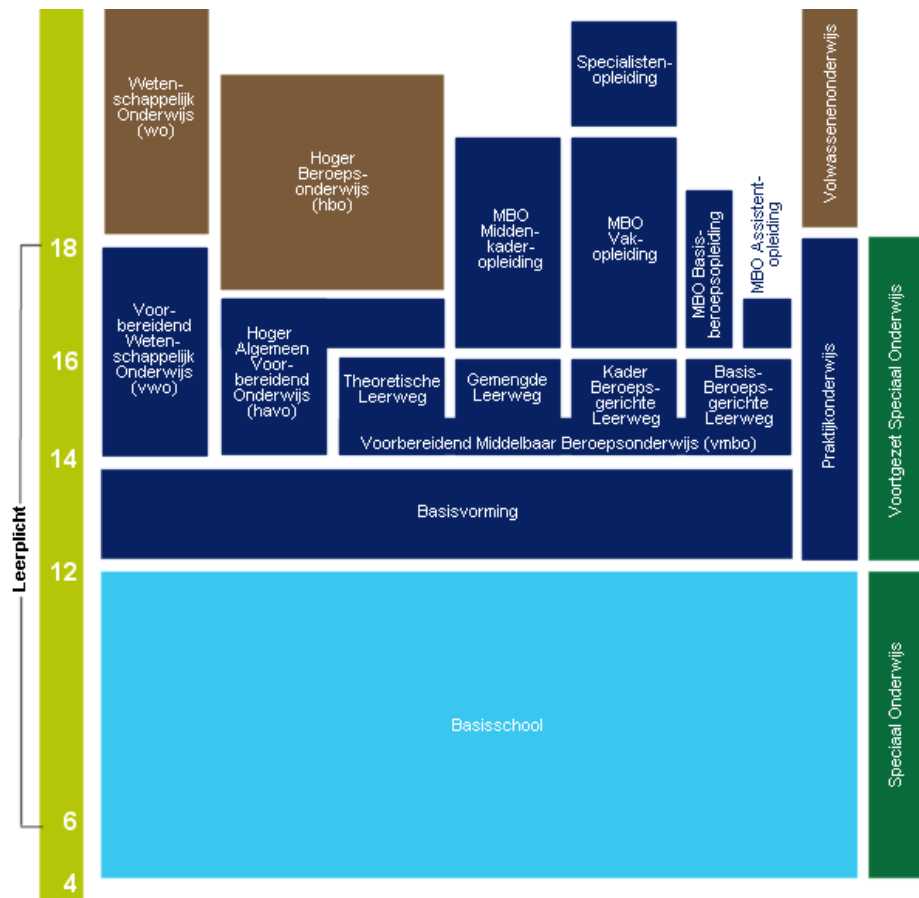 Weten-
schappelijk
Onderwijs
(wo)
Hoger
Beroeps-
onderwijs
(hbo)
Specialisten-
opleiding
MBO
Midden-
kader-
opleiding
MBO
Vak-
opleiding
MBO Basis-
beroepsopleiding
MBO Assistent-
opleiding
Volwassenenonderwijs
18
Voor-
bereidend
Weten-
schappelijk
Onderwijs
(vwo)
Hoger
Algemeen
Voor-
bereidend
Onderwijs
(havo)
16
Theoretische
Leerweg
Gemengde
Leerweg
Kader
Beroeps-
gerichte
Leerweg
Basis-
Beroeps-
gerichte
Leerweg
Voorbereidend Middelbaar Beroepsonderwijs (vmbo)
Praktijkonderwijs
Voortgezet Speciaal Onderwijs
14
Basisvorming
Leerplicht
12
Basisschool
Speciaal Onderwijs
6
4